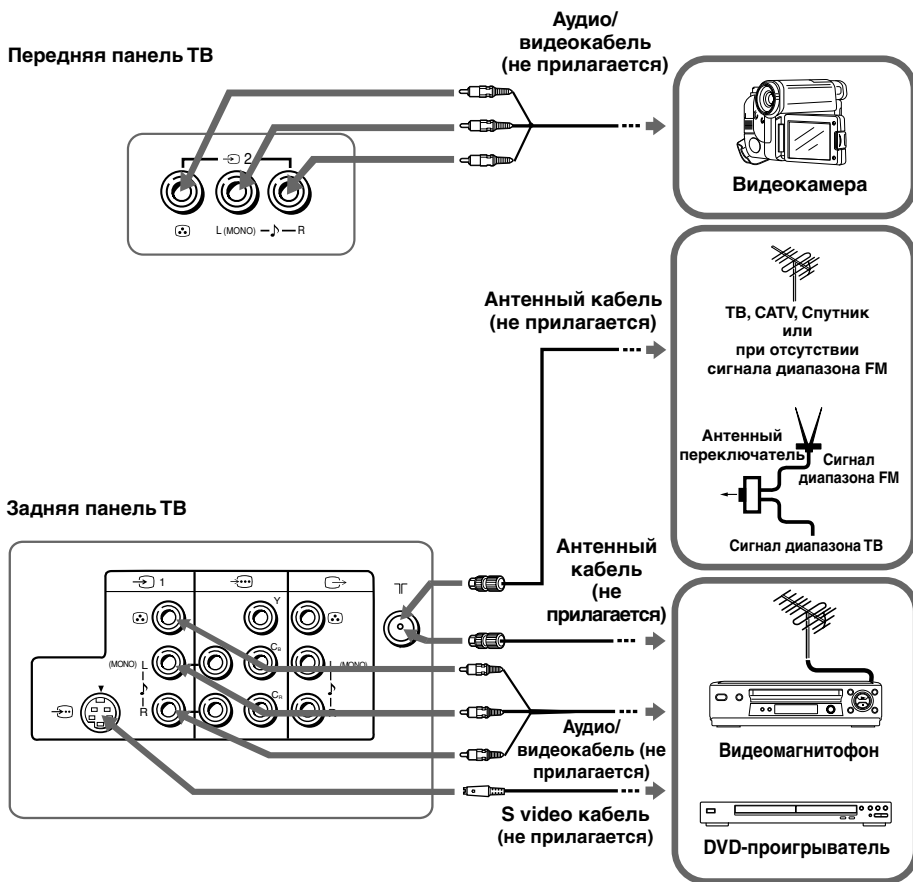 Передняя панель ТВ
Аудио/
видеокабель
(не прилагается)
2
L (MONO)
R
Видеокамера
Антенный кабель
(не прилагается)
ТВ, CATV, Спутник
или
при отсутствии
сигнала диапазона FM
Антенный
переключатель
Сигнал
диапазона FM
Сигнал диапазона ТВ
Задняя панель ТВ
1
Y
(MONO)
L
CB
L
(MONO)
R
CR
R
Антенный
кабель
(не
прилагается)
Аудио/
видеокабель (не
прилагается)
S video кабель
(не прилагается)
Видеомагнитофон
DVD-проигрыватель